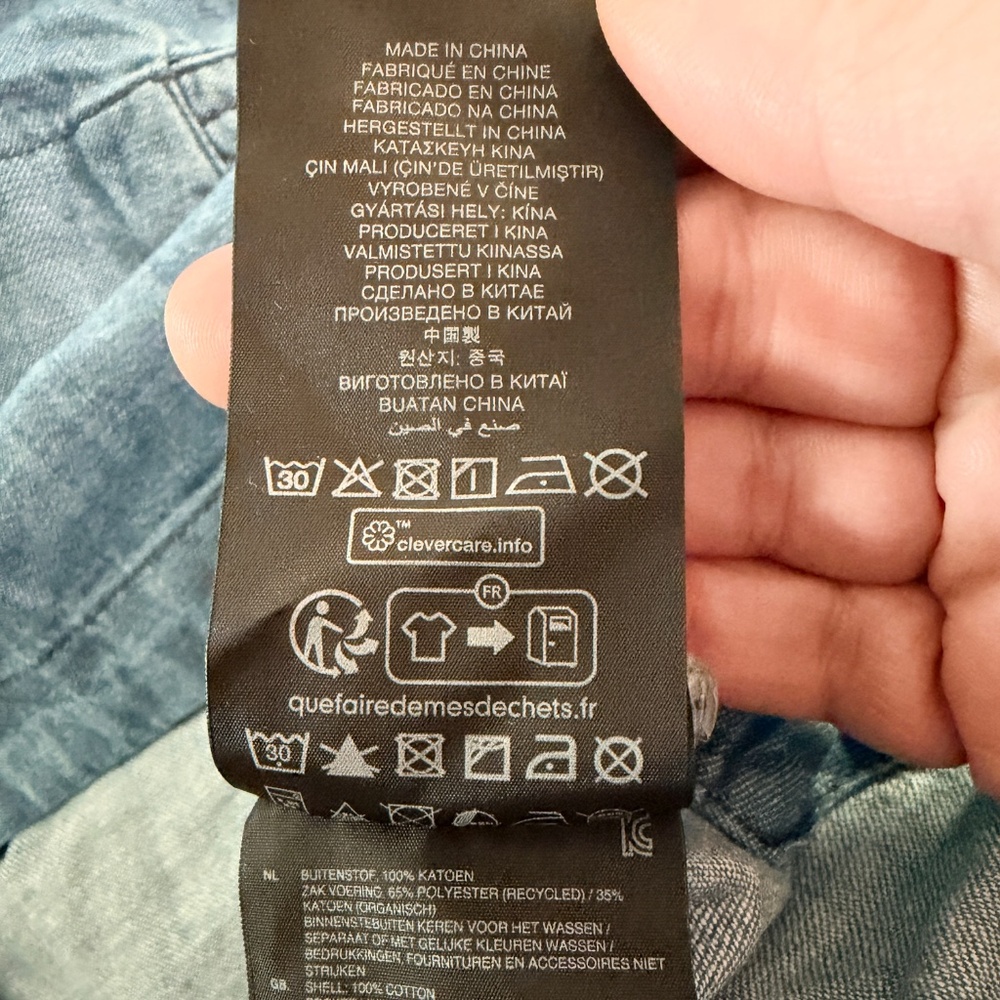 MADE IN CHINA
FABRIQUÉ EN CHINE
FABRICADO EN CHINA
FABRICADO NA CHINA
HERGESTELLT IN CHINA
ΚΑΤΑΣΚΕΥΗ ΚΙΝΑ
ÇIN MALI (ÇIN'DE ÜRETILMIŞTIR)
VYROBENÉ V ČÍNE
GYÁRTÁSI HELY: KÍNA
PRODUCERET I KINA
VALMISTETTU KIINASSA
PRODUSERT I KINA
СДЕЛАНО В КИТАЕ
ПРОИЗВЕДЕНО В КИТАЙ
中国製
원산지: 중국
ВИГОТОВЛЕНО В КИТАЇ
BUATAN CHINA
صنع في الصين
30
™
clevercare.info
FR
quefairedemesdechets.fr
30
NL BUITENSTOF, 100% KATOEN
ZAK VOERING. 65% POLYESTER (RECYCLED) / 35%
KATOEN (ORGANISCH)
BINNENSTEBUITEN KEREN VOOR HET WASSEN /
SEPARAAT OF MET GELIJKE KLEUREN WASSEN /
BEDRUKKINGEN, FOURNITUREN EN ACCESSOIRES NIET
STRIJKEN
GB SHELL: 100% COTTON